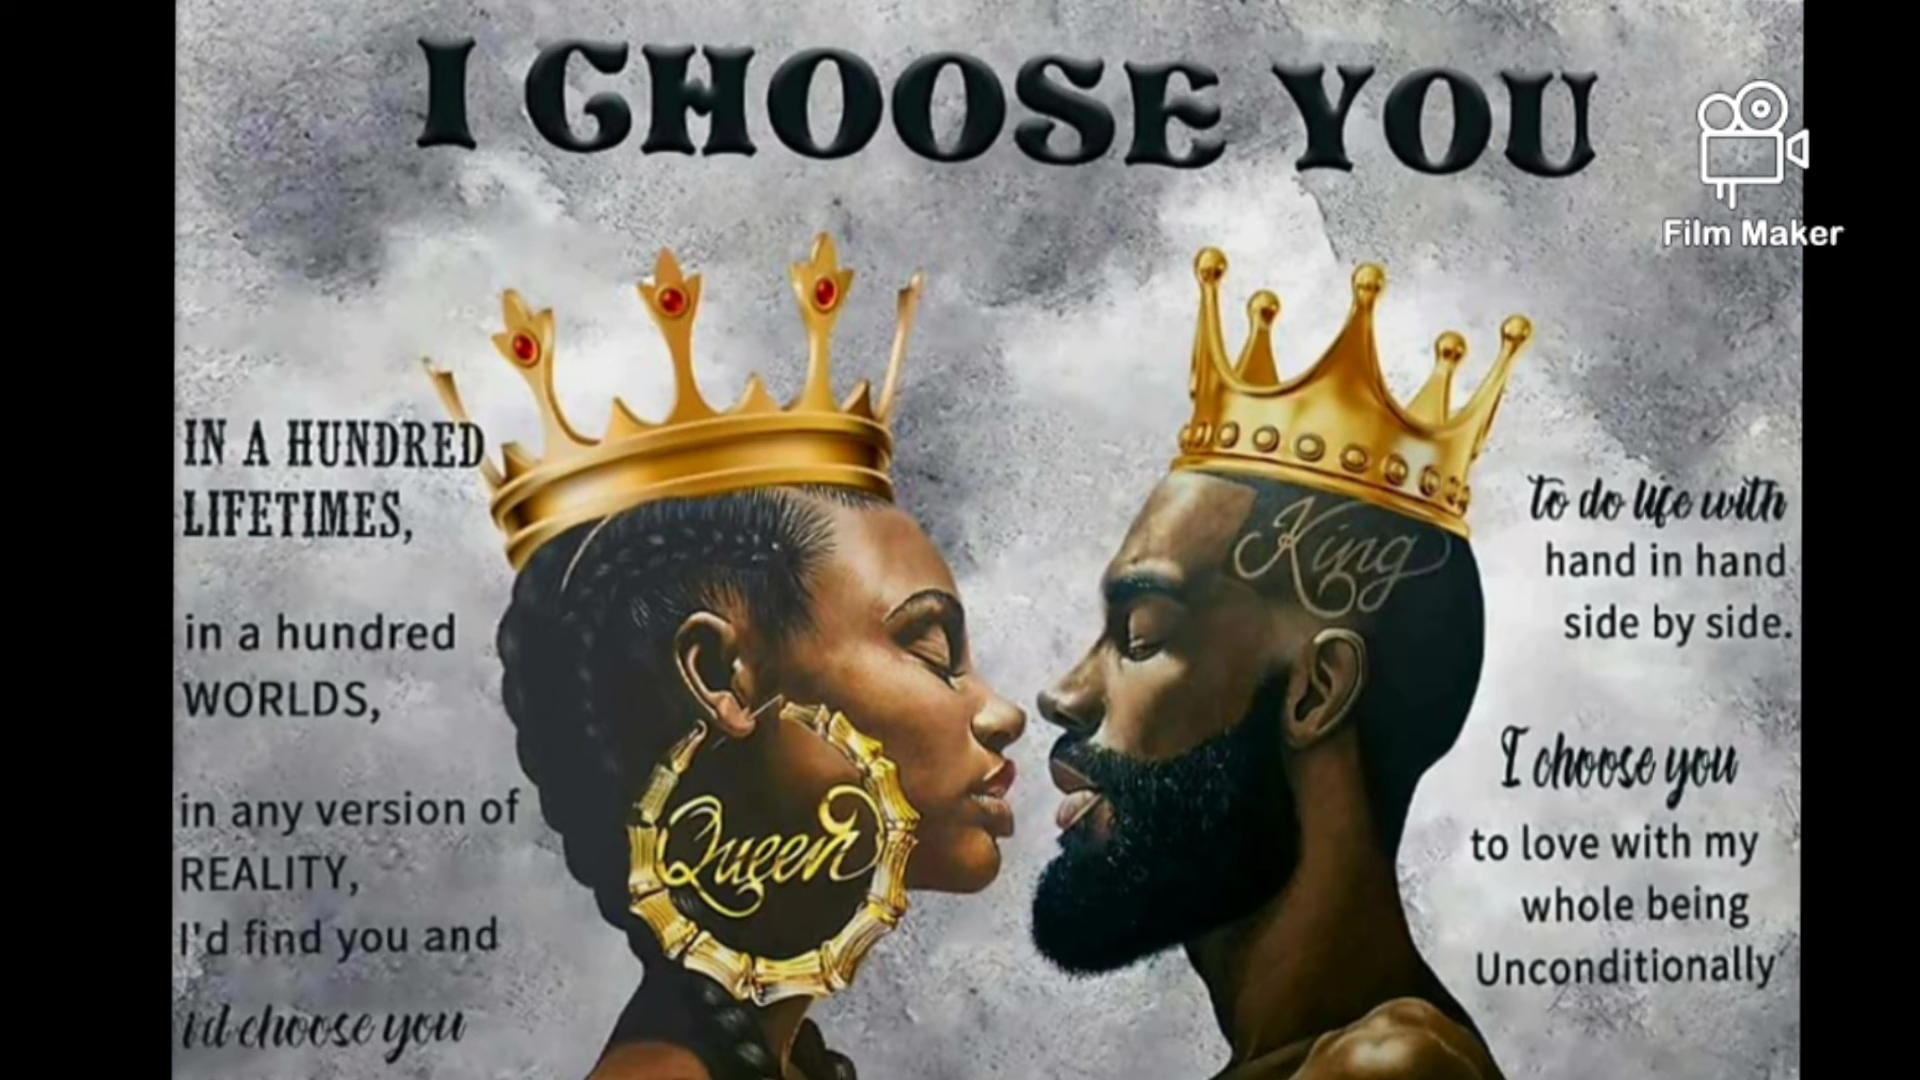 I CHOOSE YOU
Film Maker
IN A HUNDRED
LIFETIMES,
in a hundred
WORLDS,
in any version of
REALITY,
I'd find you and
i'd choose you
Queen
King
to do life with
hand in hand
side by side.
I choose you
to love with my
whole being
Unconditionally